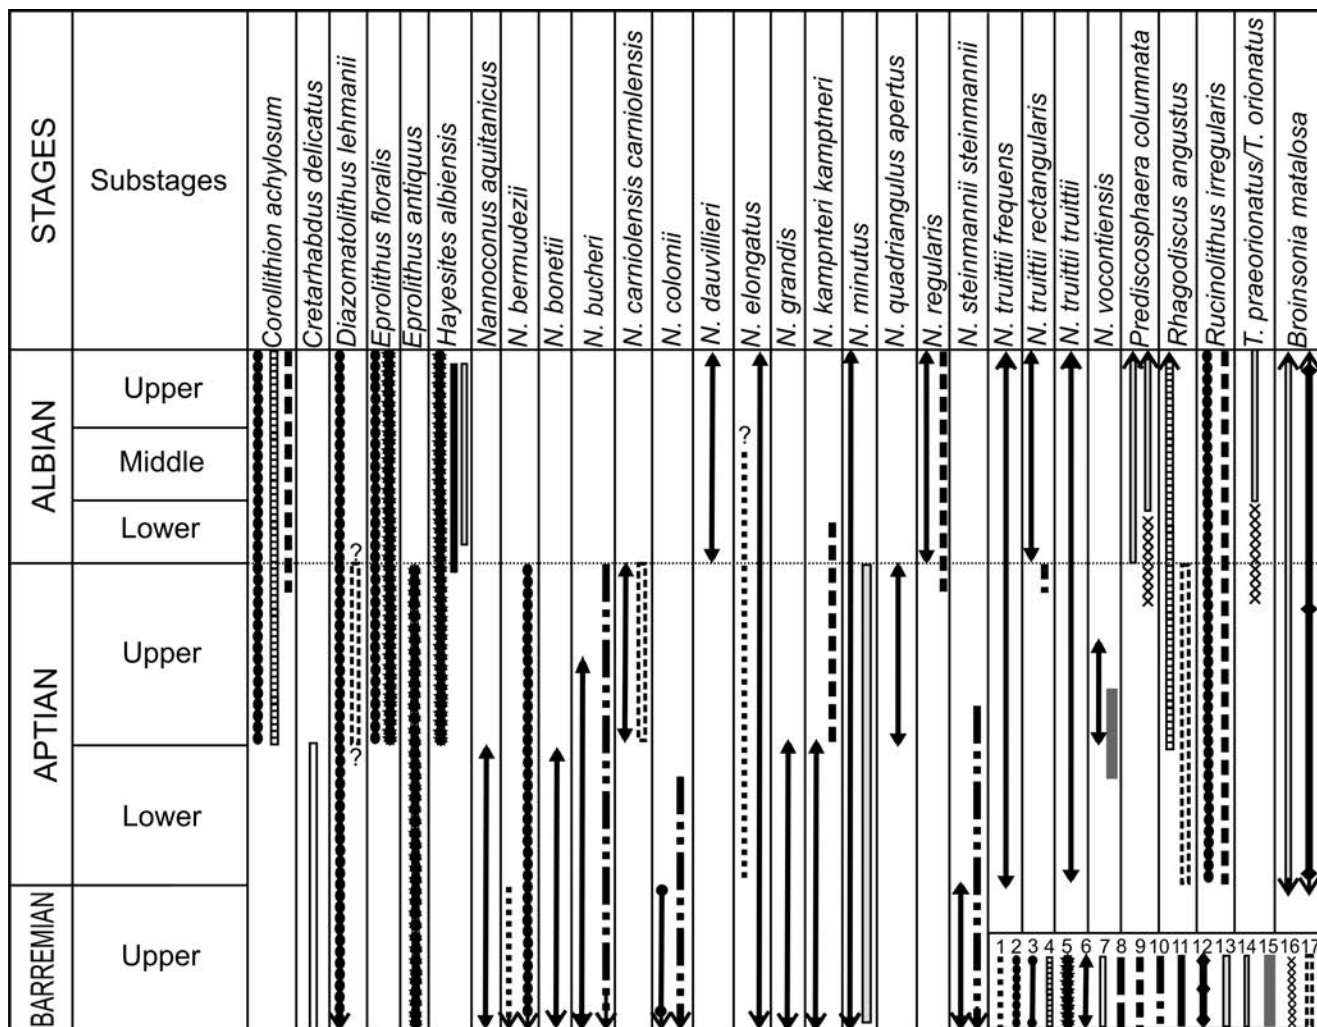 STAGES
Substages
Corolithion achylosum
Cretarhabdus delicatus
Diazomatolithus lehmanii
Eprolithus floralis
Eprolithus antiquus
Hayesites albiensis
Nannoconus aquitanicus
N. bermudezii
N. bonetii
N. bucheri
N. carniolensis carniolensis
N. colomii
N. dauvillieri
N. elongatus
N. grandis
N. kampnteri kamptneri
N. minutus
N. quadriangulus apertus
N. regularis
N. steinmannii steinmannii
N. truittii frequens
N. truittii rectangularis
N. truittii truittii
N. vocontiensis
Prediscosphaera columnata
Rhagodiscus angustus
Rucinolithus irregularis
T. praeorionatus/T. orionatus
Broinsonia matalosa
ALBIAN
Upper
Middle
Lower
?
?
APTIAN
Upper
?
Lower
BARREMIAN
Upper
1 2 3 4 5 6 7 8 9 10 11 12 13 14 15 16 17